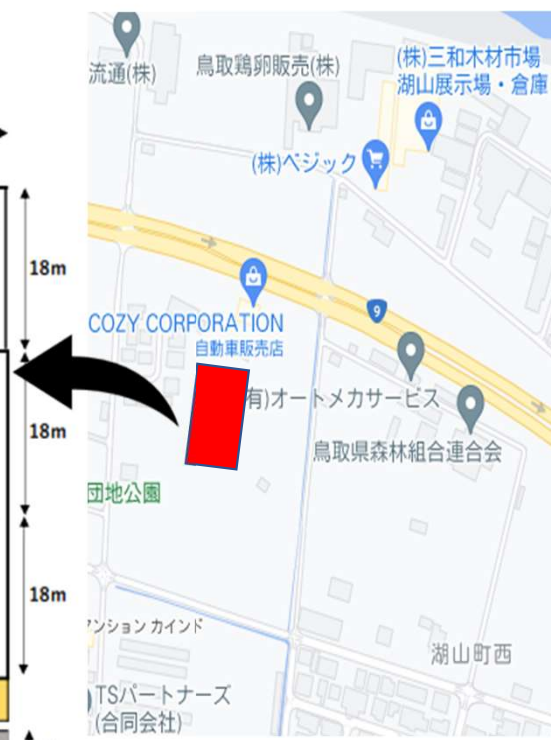 流通(株)
鳥取鶏卵販売(株)
(株)三和木材市場
湖山展示場・倉庫
(株)ベジック
18m
9
COZY CORPORATION
自動車販売店
有)オートメカサービス
18m
鳥取県森林組合連合会
団地公園
18m
マンション カインド
湖山町西
TSパートナーズ
(合同会社)